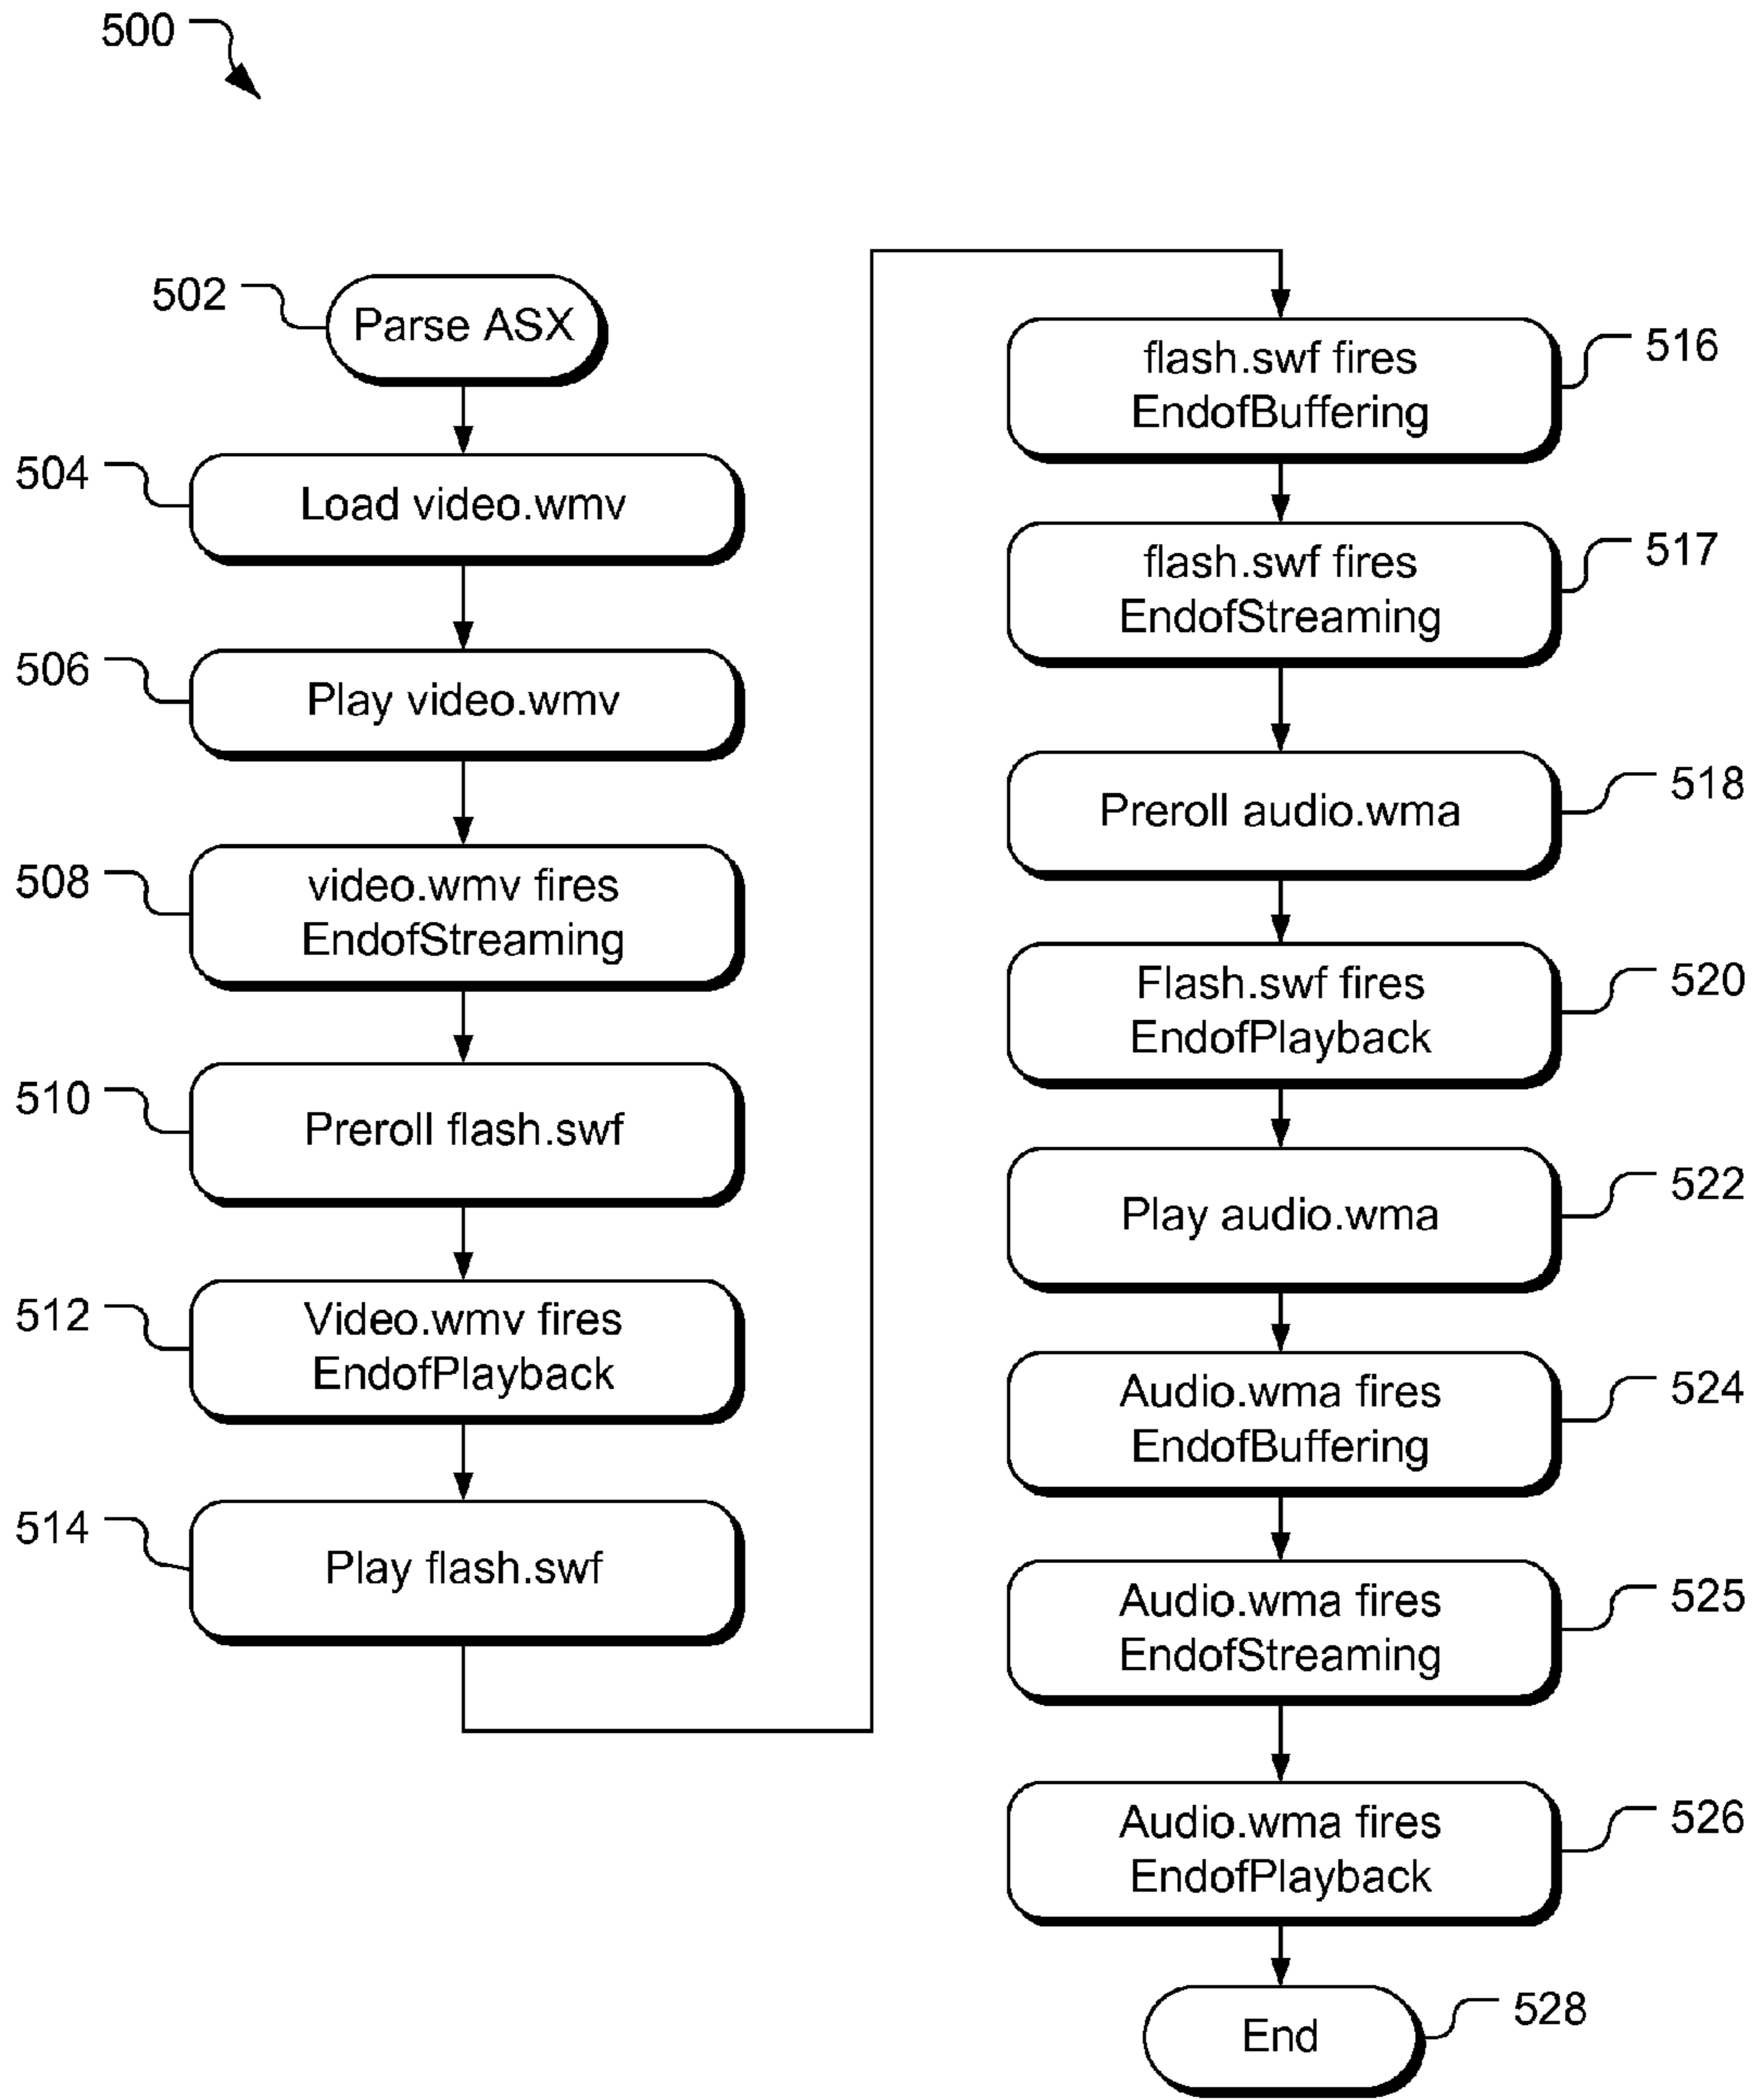 500
502
Parse ASX
504
Load video.wmv
506
Play video.wmv
508
video.wmv fires
EndofStreaming
510
Preroll flash.swf
512
Video.wmv fires
EndofPlayback
514
Play flash.swf
flash.swf fires
EndofBuffering
516
flash.swf fires
EndofStreaming
517
Preroll audio.wma
518
Flash.swf fires
EndofPlayback
520
Play audio.wma
522
Audio.wma fires
EndofBuffering
524
Audio.wma fires
EndofStreaming
525
Audio.wma fires
EndofPlayback
526
End
528